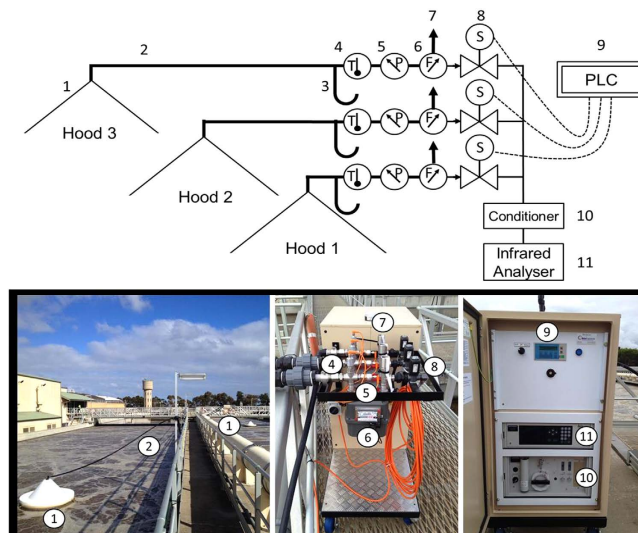 7
8
2
4
5
6
S
9
1
T
P
F
PLC
3
Hood 3
S
T
P
F
Hood 2
S
T
P
F
Hood 1
Conditioner
10
Infrared
Analyser
11
7
9
1
4
8
5
2
6
11
1
10